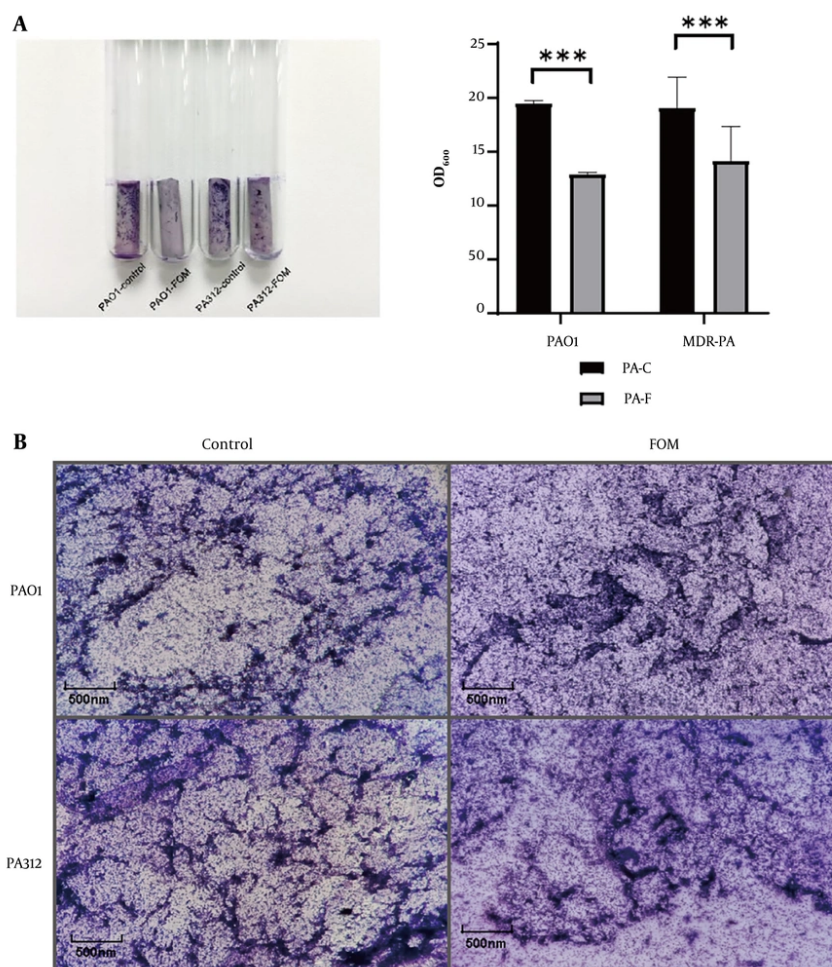 A
PAO1-control
PAO1-FOM
PA312-control
PA312-FOM
***
***
25
20
15
10
50
0
OD600
PAO1
MDR-PA
PA-C
PA-F
B
Control
FOM
PAO1
500nm
500nm
PA312
500nm
500nm